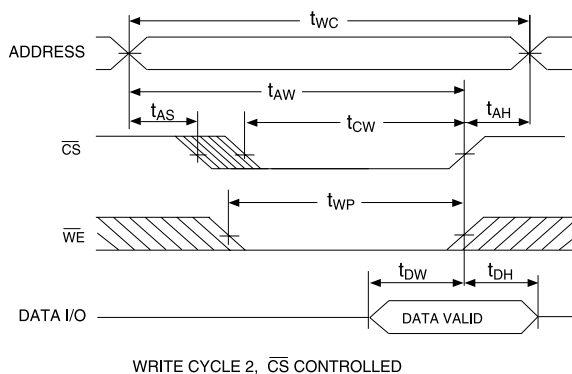 tWC
ADDRESS
tAW
tAS
tCW
tAH
CS
tWP
WE
tDW
tDH
DATA I/O
DATA VALID
WRITE CYCLE 2, CS CONTROLLED